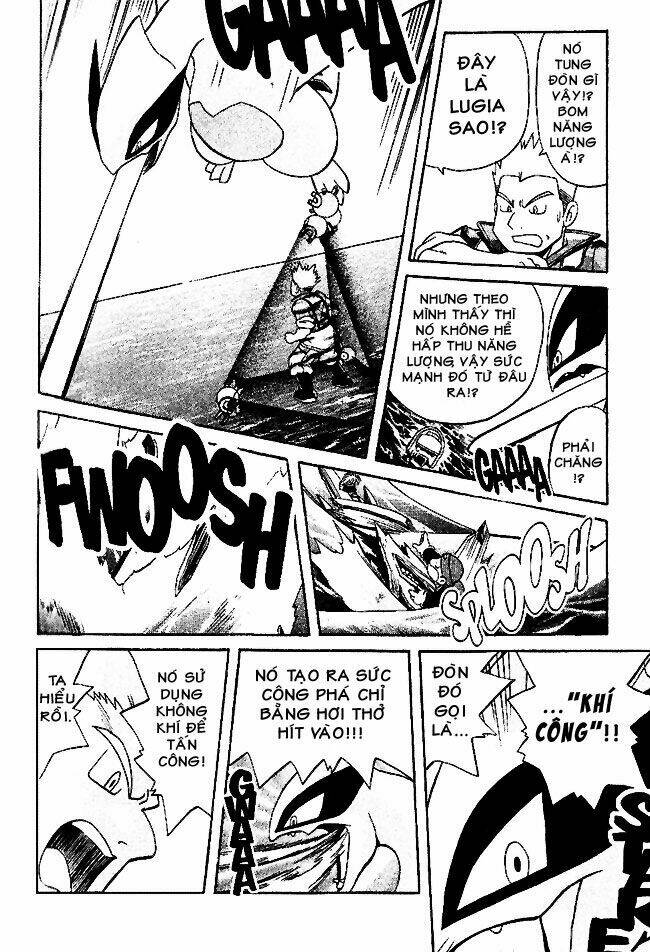 GAAAA
ĐÂY
LÀ
LUGIA
SAO!?
NÓ
TUNG
ĐÒN GÌ
VẬY!?
BOM
NĂNG
LƯỢNG
À!?
NHƯNG THEO
MÌNH THẤY THÌ
NÓ KHÔNG HỀ
HẤP THU NĂNG
LƯỢNG VẬY SỨC
MẠNH ĐÓ TỪ ĐÂU
RA!?
PHẢI
CHĂNG
!?
GAAAA
FWOOSH
SPLOOSH
TA
HIỂU
RỒI.
NÓ SỬ
DỤNG
KHÔNG
KHÍ ĐỂ
TẤN
CÔNG!
NÓ TẠO RA SỨC
CÔNG PHÁ CHỈ
BẰNG HƠI THỞ
HÍT VÀO!!!
GWAAA
ĐÒN
ĐÓ
GỌI
LÀ...
..."KHÍ
CÔNG"!!